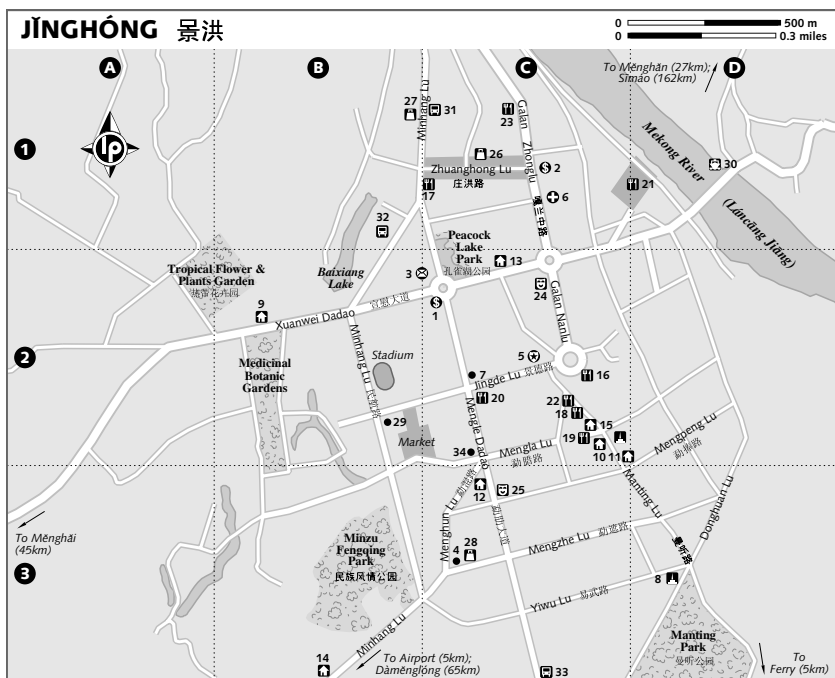 JǏNGHÓNG 景洪
0 500 m
0 0.3 miles
A
B
C
D
To Měnghǎn (27km);
Sīmáo (162km)
27
31
23
Minhang Lu
Galan Zhonglu
嘎兰中路
1
lp
26
Zhuanghong Lu
庄洪路
2
6
17
21
30
Mekong River
(Láncāng Jiāng)
32
Peacock
Lake
Park
孔雀湖公园
13
3
Baixiang
Lake
Tropical Flower &
Plants Garden
热带花卉园
9
Xuanwei Dadao 宣慰大道
1
24
Galan Nanlu
2
Medicinal
Botanic
Gardens
Stadium
Minhang Lu 民航路
7
5
Jingde Lu 景德路
16
20
22
18
15
29
Market
Mengle Dadao
勐泐大道
34
Mengla Lu
勐腊路
19
10
11
Mengpeng Lu
勐捧路
12
25
Manting Lu
曼听路
Donghuan Lu
Menghun Lu 勐混路
To Měnghǎi
(45km)
3
Minzu
Fengqing
Park
民族风情公园
4
28
Mengzhe Lu 勐遮路
Yiwu Lu 易武路
8
Minhang Lu
14
To Airport (5km);
Dàměnglóng (65km)
33
Manting
Park
曼听公园
To
Ferry (5km)